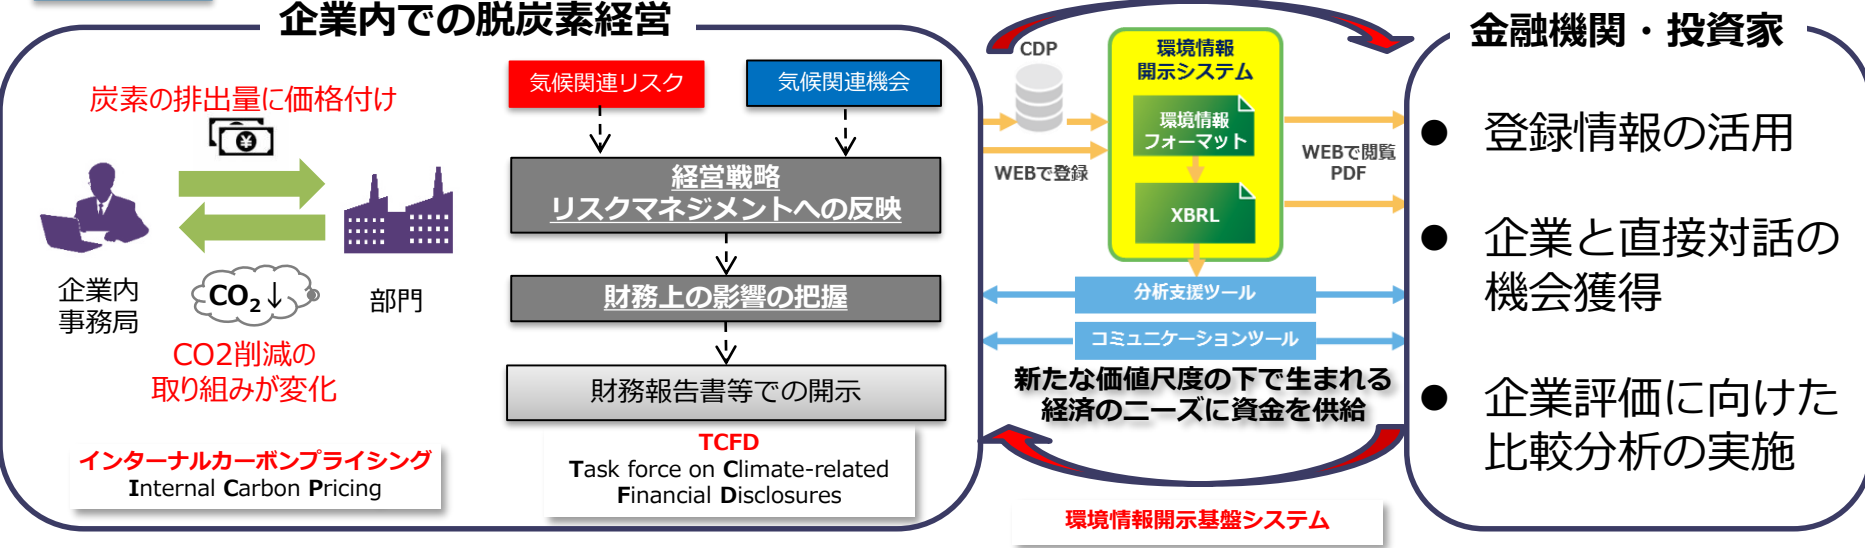 企業内での脱炭素経営
炭素の排出量に価格付け
¥
企業内
事務局
CO2↓
部門
CO2削減の
取り組みが変化
インターナルカーボンプライシング
Internal Carbon Pricing
気候関連リスク
気候関連機会
経営戦略
リスクマネジメントへの反映
財務上の影響の把握
財務報告書等での開示
TCFD
Task force on Climate-related
Financial Disclosures
CDP
WEBで登録
環境情報
開示システム
環境情報
フォーマット
XBRL
WEBで閲覧
PDF
分析支援ツール
コミュニケーションツール
新たな価値尺度の下で生まれる
経済のニーズに資金を供給
環境情報開示基盤システム
金融機関・投資家
● 登録情報の活用
● 企業と直接対話の
機会獲得
● 企業評価に向けた
比較分析の実施